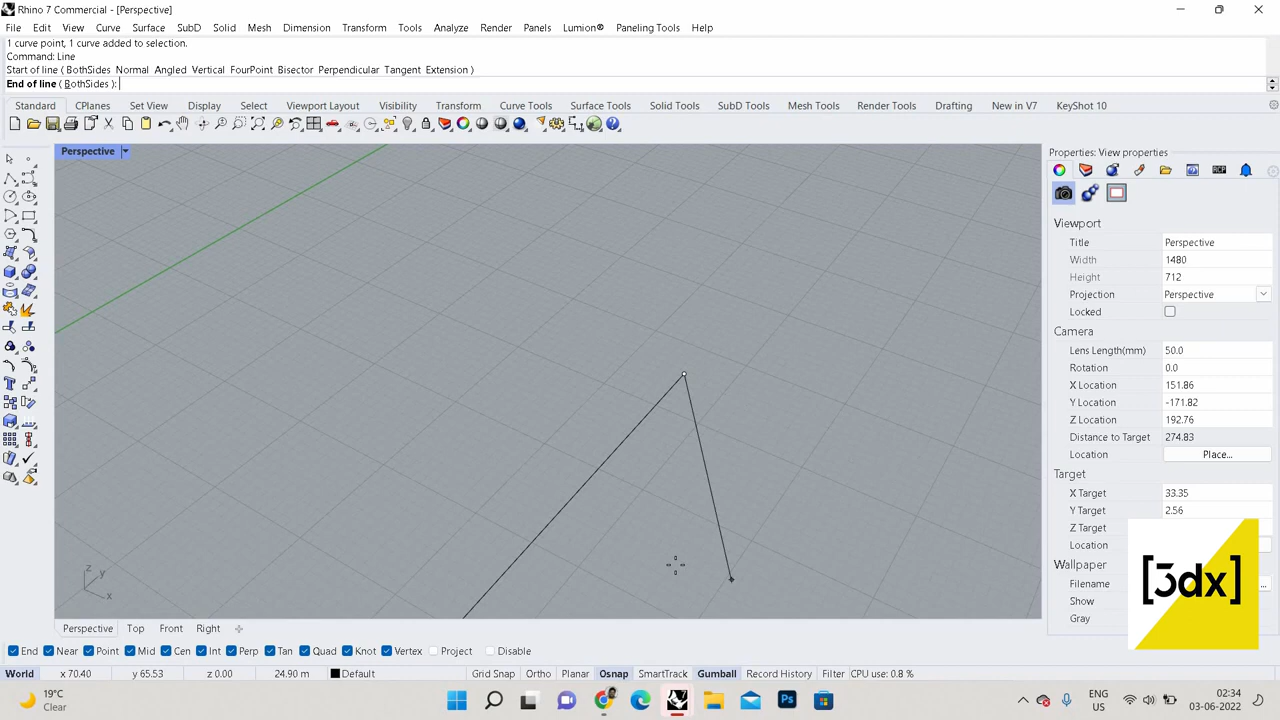 Rhino 7 Commercial - [Perspective]
File Edit View Curve Surface SubD Solid Mesh Dimension Transform Tools Analyze Render Panels Lumion® Paneling Tools Help
1 curve point, 1 curve added to selection.
Command: Line
Start of line ( BothSides Normal Angled Vertical FourPoint Bisector Perpendicular Tangent Extension )
End of line ( BothSides ):
Standard CPlanes Set View Display Select Viewport Layout Visibility Transform Curve Tools Surface Tools Solid Tools SubD Tools Mesh Tools Render Tools Drafting New in V7 KeyShot 10
Perspective
Properties: View properties
RCP
Viewport
Title Perspective
Width 1480
Height 712
Projection Perspective
Locked
Camera
Lens Length(mm) 50.0
Rotation 0.0
X Location 151.86
Y Location -171.82
Z Location 192.76
Distance to Target 274.83
Location Place...
Target
X Target 33.35
Y Target 2.56
Z Target
Location
Wallpaper
Filename ...
Show
Gray
[3dx]
z
y
x
Perspective Top Front Right
End Near Point Mid Cen Int Perp Tan Quad Knot Vertex Project Disable
World x 70.40 y 65.53 z 0.00 24.90 m Default Grid Snap Ortho Planar Osnap SmartTrack Gumball Record History Filter CPU use: 0.8 %
19°C
Clear
Ps
ENG
US
02:34
03-06-2022